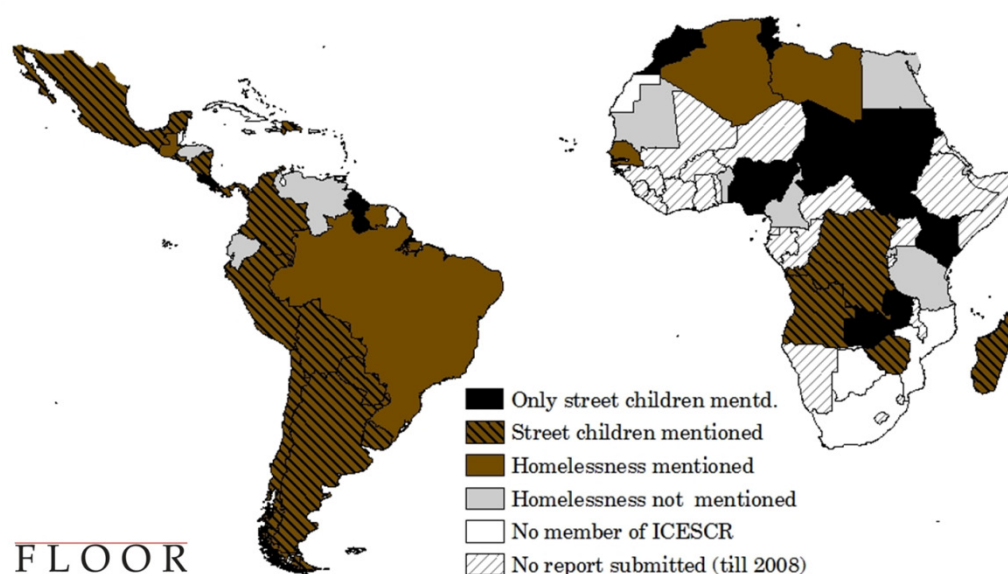 Only street children mentd.
Street children mentioned
Homelessness mentioned
Homelessness not mentioned
No member of ICESCR
No report submitted (till 2008)
FLOOR